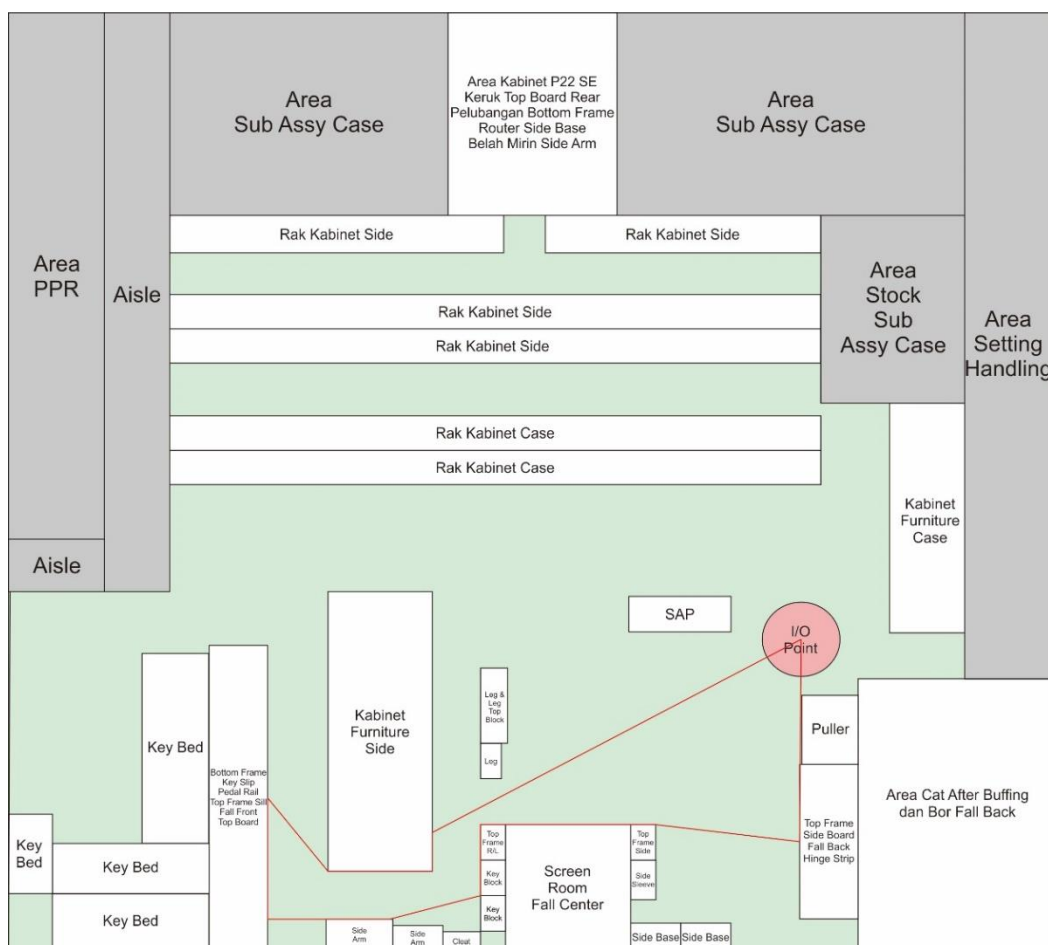 Area
Sub Assy Case
Area Kabinet P22 SE
Keruk Top Board Rear
Pelubangan Bottom Frame
Router Side Base
Belah Mirin Side Arm
Area
Sub Assy Case
Area
PPR
Aisle
Rak Kabinet Side
Rak Kabinet Side
Area
Stock
Sub
Assy Case
Area
Setting
Handling
Rak Kabinet Side
Rak Kabinet Side
Rak Kabinet Case
Rak Kabinet Case
Kabinet
Furniture
Case
Aisle
SAP
I/O
Point
Kabinet
Furniture
Side
Leg &
Leg
Top
Block
Leg
Puller
Key Bed
Bottom Frame
Key Slip
Pedal Rail
Top Frame Sill
Fall Front
Top Board
Area Cat After Buffing
dan Bor Fall Back
Key
Bed
Key Bed
Key Bed
Top
Frame
R/L
Key
Block
Key
Block
Screen
Room
Fall Center
Top
Frame
Side
Side
Sleeve
Top Frame
Side Board
Fall Back
Hinge Strip
Side
Arm
Side
Arm
Cleat
Side Base
Side Base